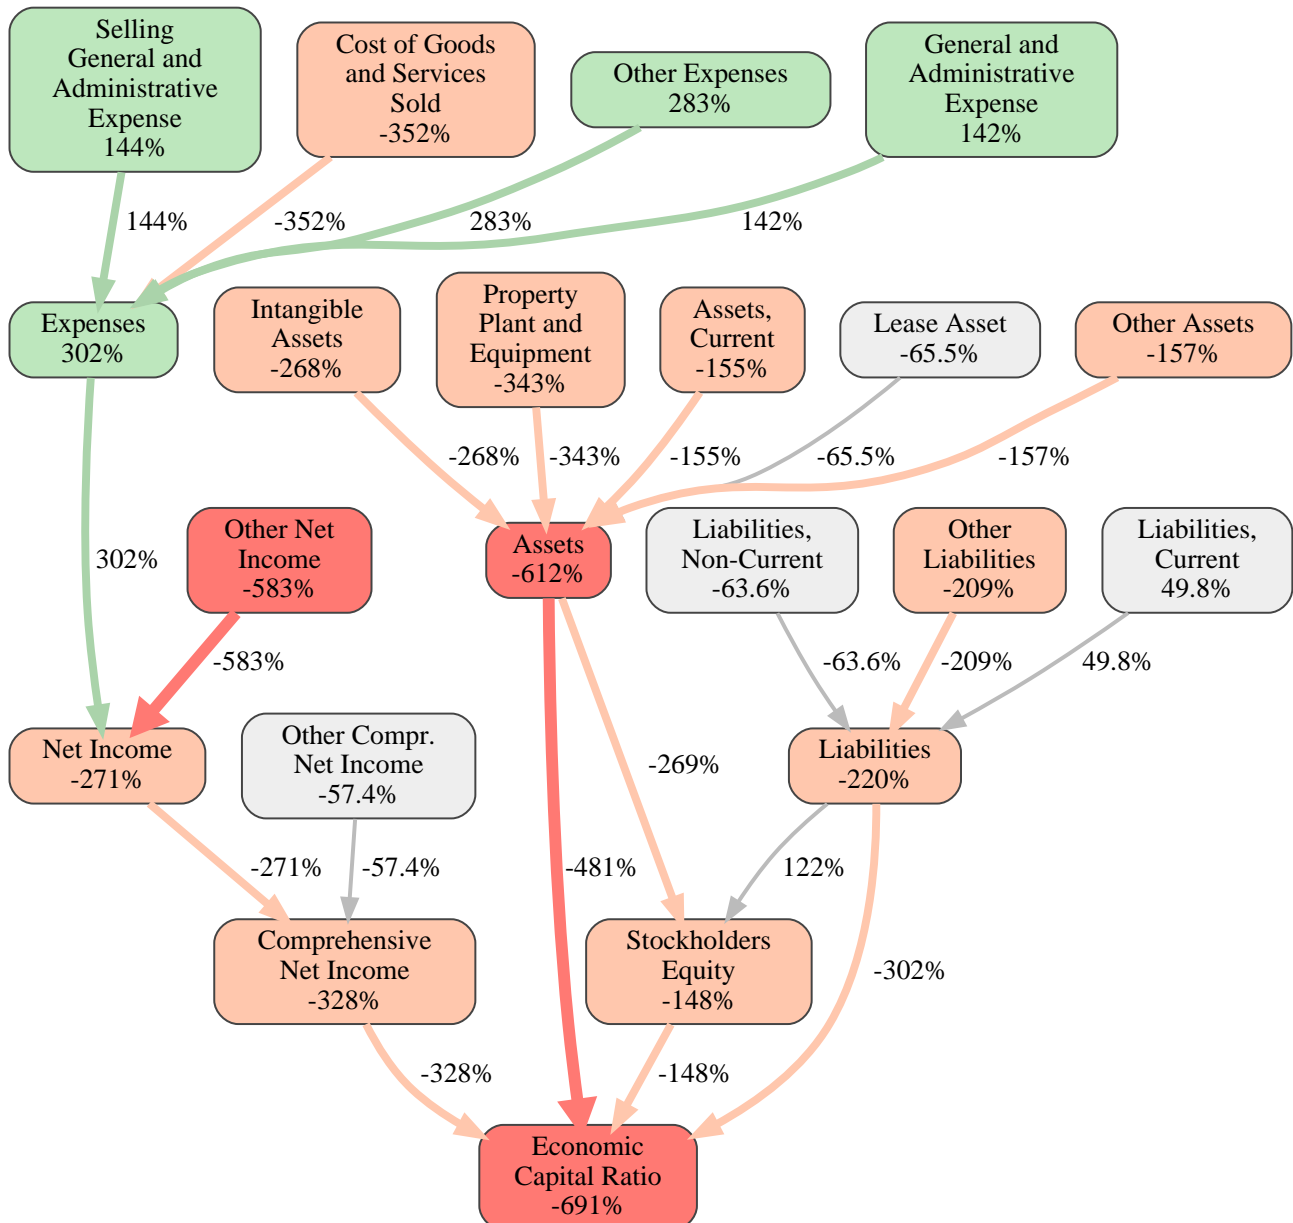 Selling
General and
Administrative
Expense
144%
Cost of Goods
and Services
Sold
-352%
Other Expenses
283%
General and
Administrative
Expense
142%
144%
-352%
283%
142%
Expenses
302%
Intangible
Assets
-268%
Property
Plant and
Equipment
-343%
Assets,
Current
-155%
Lease Asset
-65.5%
Other Assets
-157%
-268%
-343%
-155%
-65.5%
-157%
302%
Other Net
Income
-583%
Assets
-612%
Liabilities,
Non-Current
-63.6%
Other
Liabilities
-209%
Liabilities,
Current
49.8%
-583%
-63.6%
-209%
49.8%
Net Income
-271%
Other Compr.
Net Income
-57.4%
-269%
Liabilities
-220%
-271%
-57.4%
-481%
122%
Comprehensive
Net Income
-328%
Stockholders
Equity
-148%
-302%
-328%
-148%
Economic
Capital Ratio
-691%